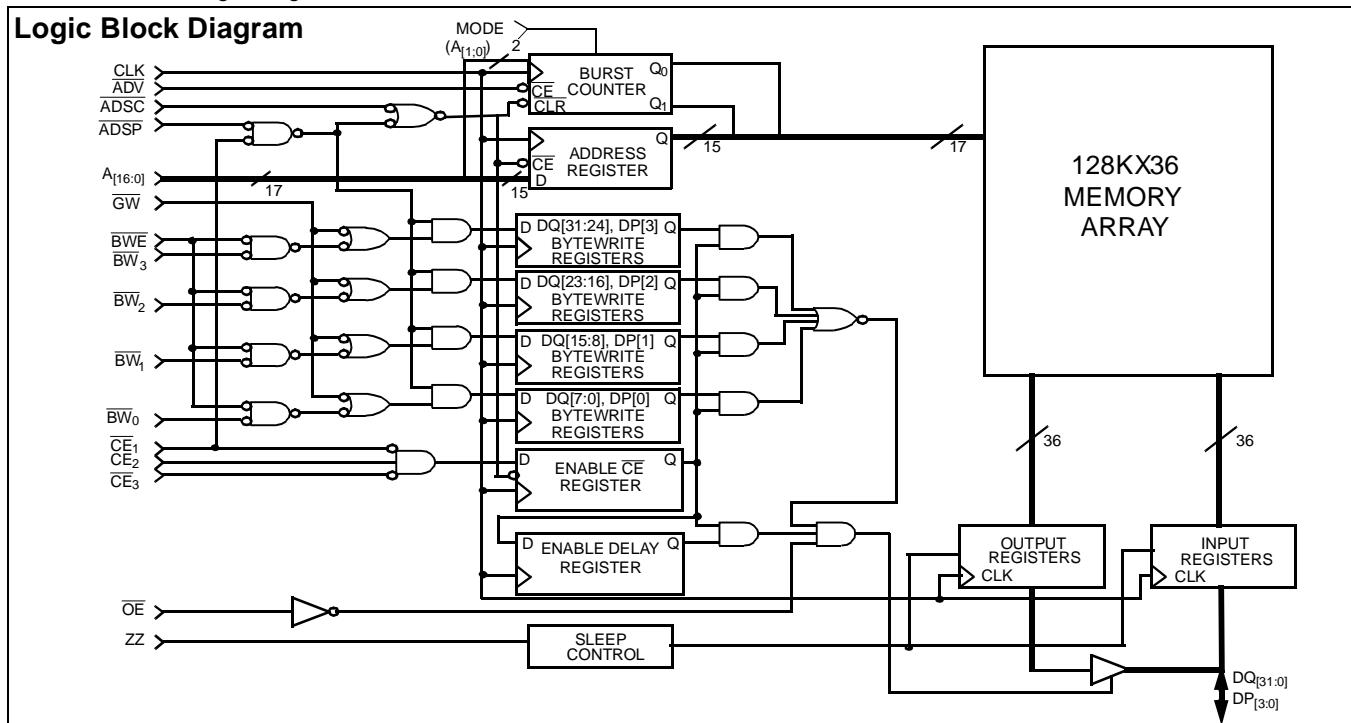 Logic Block Diagram
MODE
(A[1;0])
2
CLK
ADV
ADSC
ADSP
A[16:0]
17
GW
BWE
BW3
BW2
BW1
BW0
CE1
CE2
CE3
OE
ZZ
BURST
COUNTER
CE
CLR
Q0
Q1
ADDRESS
REGISTER
CE
D
Q
15
15
17
128KX36
MEMORY
ARRAY
D DQ[31:24], DP[3] Q
BYTEWRITE
REGISTERS
D DQ[23:16], DP[2] Q
BYTEWRITE
REGISTERS
D DQ[15:8], DP[1] Q
BYTEWRITE
REGISTERS
D DQ[7:0], DP[0] Q
BYTEWRITE
REGISTERS
D ENABLE CE Q
REGISTER
D ENABLE DELAY Q
REGISTER
SLEEP
CONTROL
36
36
OUTPUT
REGISTERS
CLK
INPUT
REGISTERS
CLK
DQ[31:0]
DP[3:0]